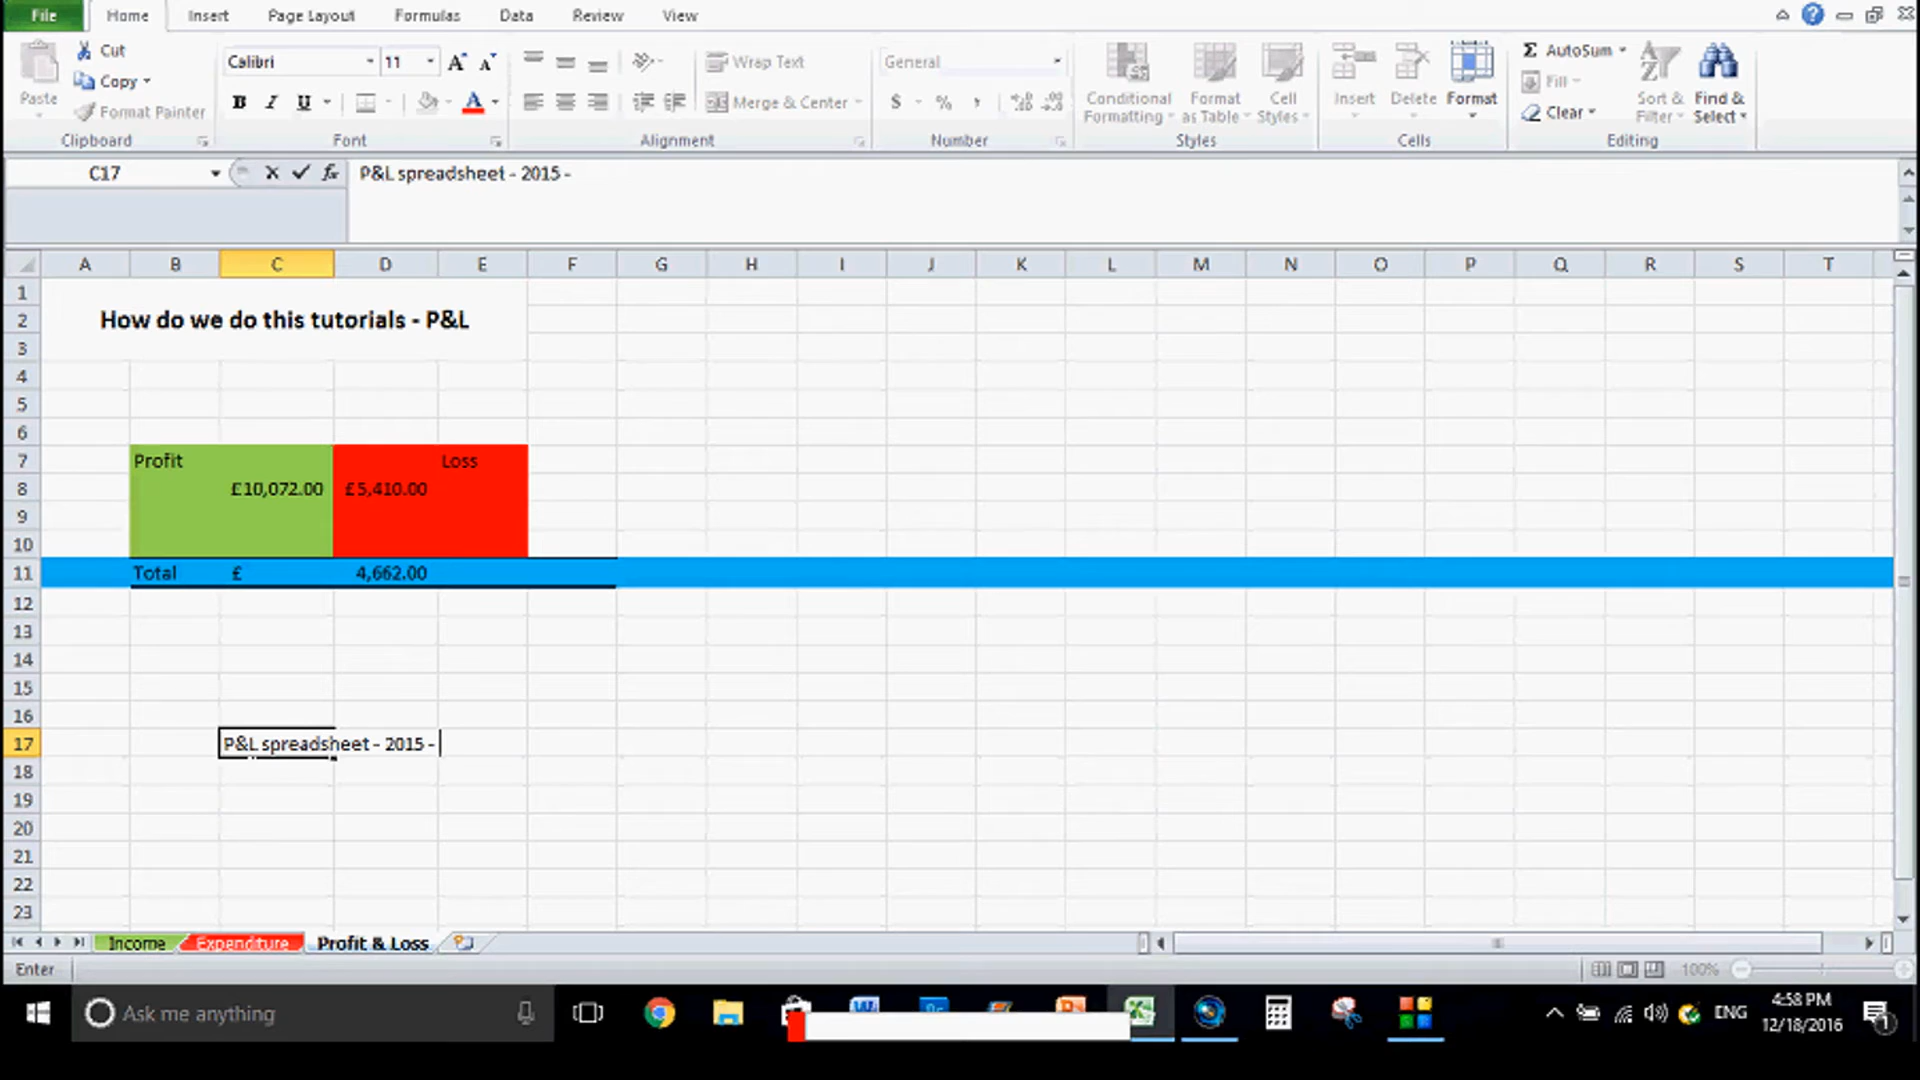 File Home Insert Page Layout Formulas Data Review View
Cut
Calibri 11 Wrap Text General AutoSum
Copy Fill
Paste Format Painter B I U Merge & Center $ % , Conditional Formatting Format as Table Cell Styles Insert Delete Format Clear Sort & Filter Find & Select
Clipboard Font Alignment Number Styles Cells Editing
C17 fx P&L spreadsheet - 2015 -
A B C D E F G H I J K L M N O P Q R S T
1
2 How do we do this tutorials - P&L
3
4
5
6
7 Profit Loss
8 £10,072.00 £5,410.00
9
10
11 Total £ 4,662.00
12
13
14
15
16
17 P&L spreadsheet - 2015 -
18
19
20
21
22
23
Income Expenditure Profit & Loss
Enter 100%
Ask me anything ENG 4:58 PM
12/18/2016 1